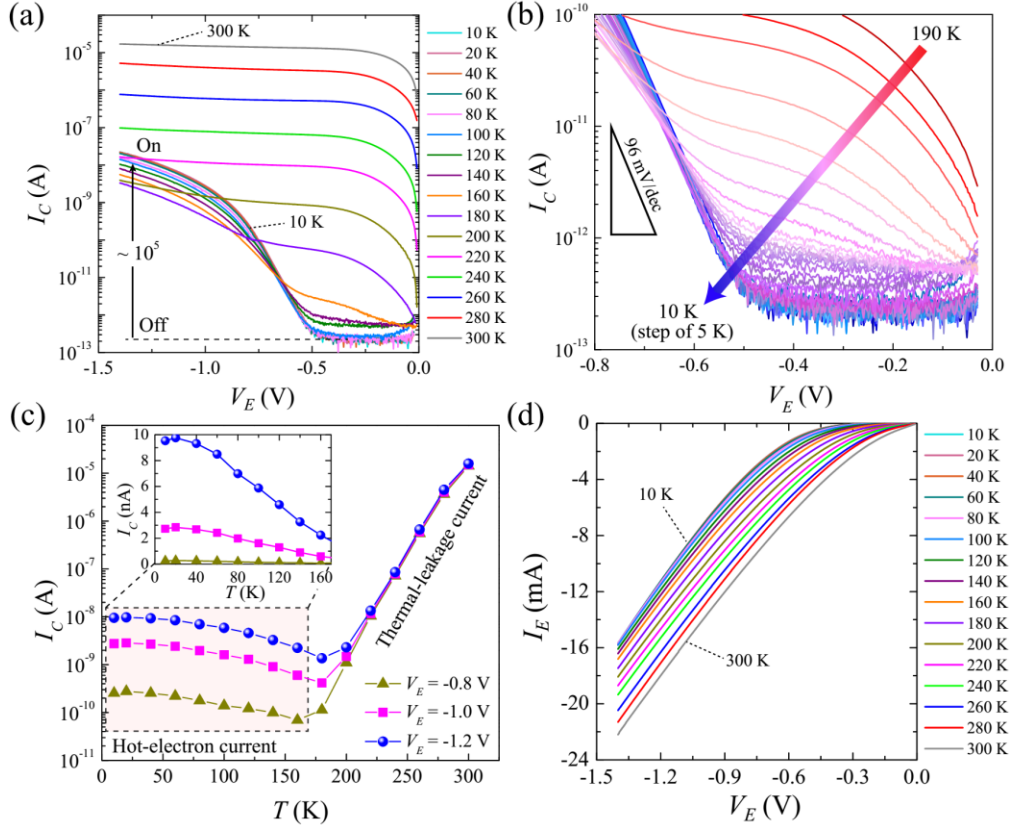 (a)
300 K
10⁻⁵
10⁻⁶
10⁻⁷
10⁻⁸
10⁻⁹
10⁻¹⁰
10⁻¹¹
10⁻¹²
10⁻¹³
I_C (A)
On
~ 10⁵
Off
10 K
-1.5
-1.0
-0.5
0.0
V_E (V)
10 K
20 K
40 K
60 K
80 K
100 K
120 K
140 K
160 K
180 K
200 K
220 K
240 K
260 K
280 K
300 K
(b)
10⁻¹⁰
10⁻¹¹
10⁻¹²
10⁻¹³
I_C (A)
190 K
96 mV/dec
10 K
(step of 5 K)
-0.8
-0.6
-0.4
-0.2
0.0
V_E (V)
(c)
10⁻⁴
10⁻⁵
10⁻⁶
10⁻⁷
10⁻⁸
10⁻⁹
10⁻¹⁰
10⁻¹¹
I_C (A)
10
8
6
4
2
0
I_C (nA)
0
40
80
120
160
T (K)
Thermal-leakage current
V_E = -0.8 V
V_E = -1.0 V
V_E = -1.2 V
Hot-electron current
0
50
100
150
200
250
300
T (K)
(d)
0
-4
-8
-12
-16
-20
-24
I_E (mA)
10 K
300 K
-1.5
-1.2
-0.9
-0.6
-0.3
0.0
V_E (V)
10 K
20 K
40 K
60 K
80 K
100 K
120 K
140 K
160 K
180 K
200 K
220 K
240 K
260 K
280 K
300 K